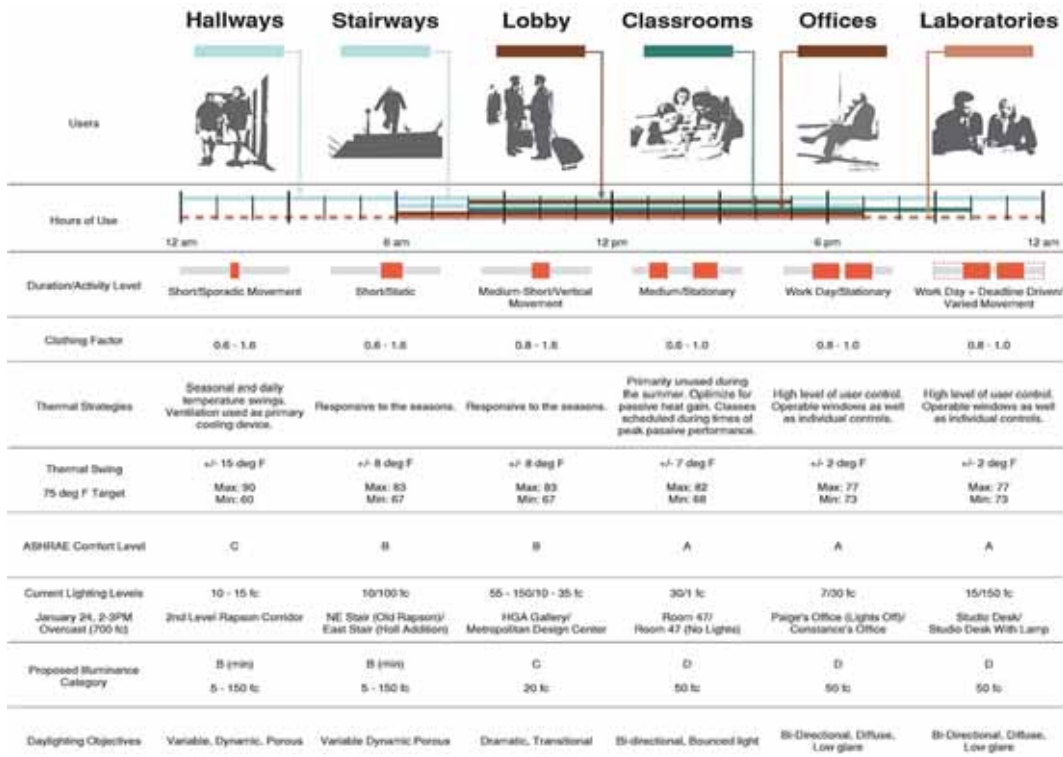 Hallways Stairways Lobby Classrooms Offices Laboratories
Users
Hours of Use
12 am 6 am 12 pm 6 pm 12 am
Duration/Activity Level
Short/Sporadic Movement Short/Static Medium-Short/Vertical Medium/Stationary Work Day/Stationary Work Day + Deadline Driven/
Movement Varied Movement
Clothing Factor 0.6 - 1.6 0.6 - 1.6 0.8 - 1.6 0.6 - 1.0 0.8 - 1.0 0.8 - 1.0
Thermal Strategies
Seasonal and daily
temperature swings.
Ventilation used as primary
cooling device.
Responsive to the seasons.
Responsive to the seasons.
Primarily unused during
the summer. Optimize for
passive heat gain. Classes
scheduled during times of
peak passive performance.
High level of user control.
Operable windows as well
as individual controls.
High level of user control.
Operable windows as well
as individual controls.
Thermal Swing +/- 15 deg F +/- 8 deg F +/- 8 deg F +/- 7 deg F +/- 2 deg F +/- 2 deg F
75 deg F Target Max: 90 Max: 83 Max: 83 Max: 82 Max: 77 Max: 77
Min: 60 Min: 67 Min: 67 Min: 68 Min: 73 Min: 73
ASHRAE Comfort Level C B B A A A
Current Lighting Levels 10 - 15 fc 10/100 fc 55 - 150/10 - 35 fc 30/1 fc 7/30 fc 15/150 fc
January 24, 2-3PM 2nd Level Rapson Corridor NE Stair (Old Rapson)/ HGA Gallery/ Room 47/ Paige's Office (Lights Off)/ Studio Desk/
Overcast (700 fc) East Stair (Holl Addition) Metropolitan Design Center Room 47 (No Lights) Constance's Office Studio Desk With Lamp
Proposed Illuminance
Category
B (min) B (min) C D D D
5 - 150 fc 5 - 150 fc 20 fc 50 fc 50 fc 50 fc
Daylighting Objectives
Variable, Dynamic, Porous
Variable Dynamic Porous
Dramatic, Transitional
Bi-directional, Bounced light
Bi-Directional, Diffuse,
Low glare
Bi-Directional, Diffuse,
Low glare